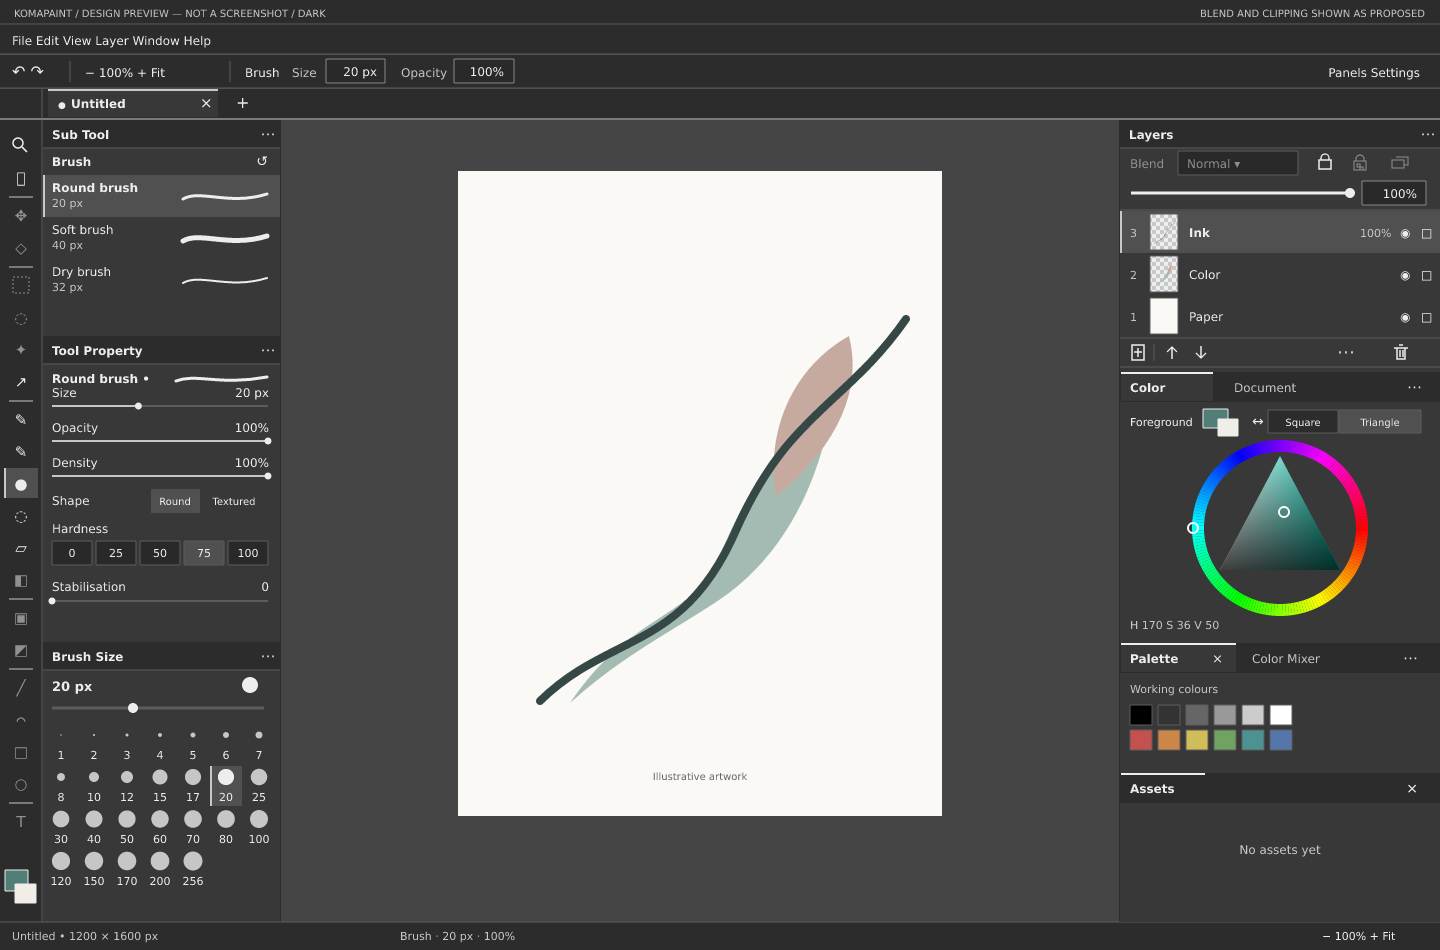 KOMAPAINT / DESIGN PREVIEW — NOT A SCREENSHOT / DARK
BLEND AND CLIPPING SHOWN AS PROPOSED
File Edit View Layer Window Help
− 100% + Fit
Brush Size 20 px Opacity 100%
Panels Settings
● Untitled × +
Sub Tool ···
Brush
Round brush
20 px
Soft brush
40 px
Dry brush
32 px
Tool Property ···
Round brush •
Size 20 px
Opacity 100%
Density 100%
Shape Round Textured
Hardness
0 25 50 75 100
Stabilisation 0
Brush Size ···
20 px
1 2 3 4 5 6 7
8 10 12 15 17 20 25
30 40 50 60 70 80 100
120 150 170 200 256
T
Illustrative artwork
Layers ···
Blend Normal ▾
100%
3 Ink 100%
2 Color
1 Paper
···
Color Document ···
Foreground ↔ Square Triangle
H 170 S 36 V 50
Palette × Color Mixer ···
Working colours
Assets ×
No assets yet
Untitled • 1200 × 1600 px
Brush · 20 px · 100%
− 100% + Fit